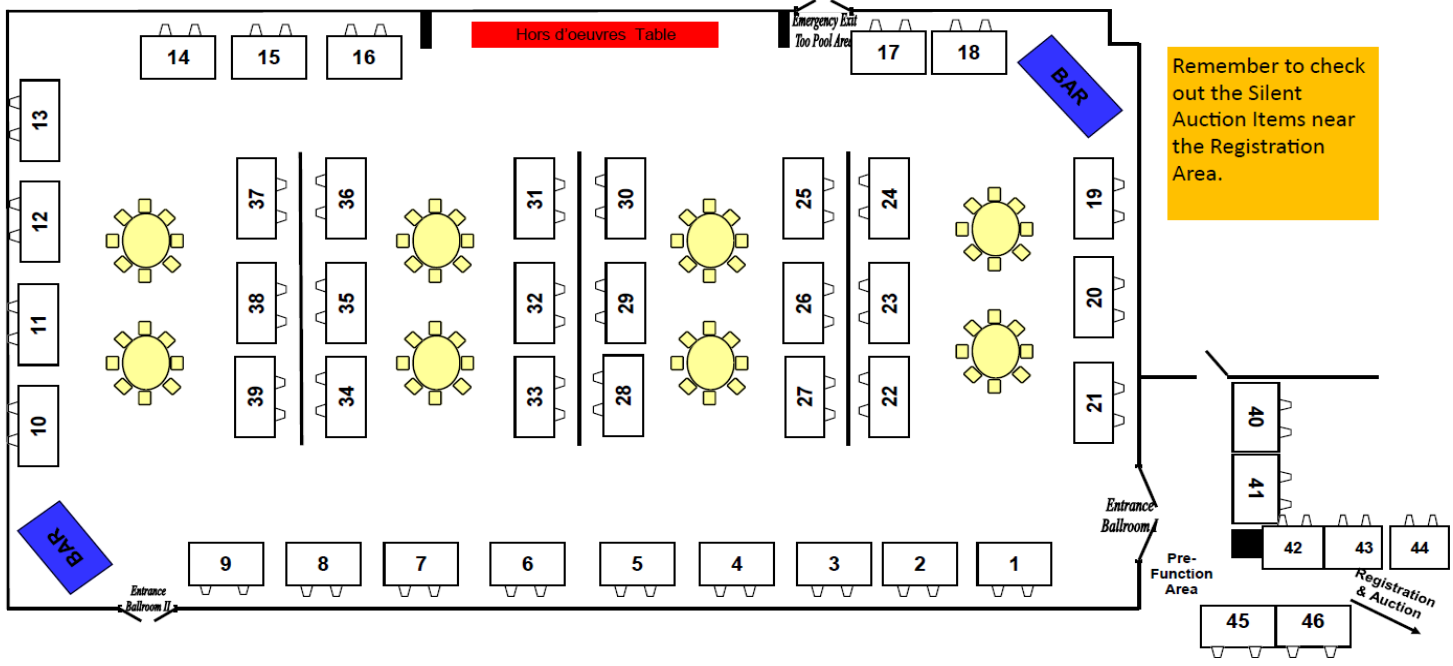 Emergency Exit
Too Pool Area
Hors d'oeuvres Table
14
15
16
17
18
BAR
Remember to check
out the Silent
Auction Items near
the Registration
Area.
13
12
11
10
37
38
39
36
35
34
31
32
33
30
29
28
25
26
27
24
23
22
19
20
21
40
41
42
43
44
45
46
Entrance
Ballroom I
Pre-
Function
Area
Registration
& Auction
BAR
Entrance
Ballroom II
9
8
7
6
5
4
3
2
1